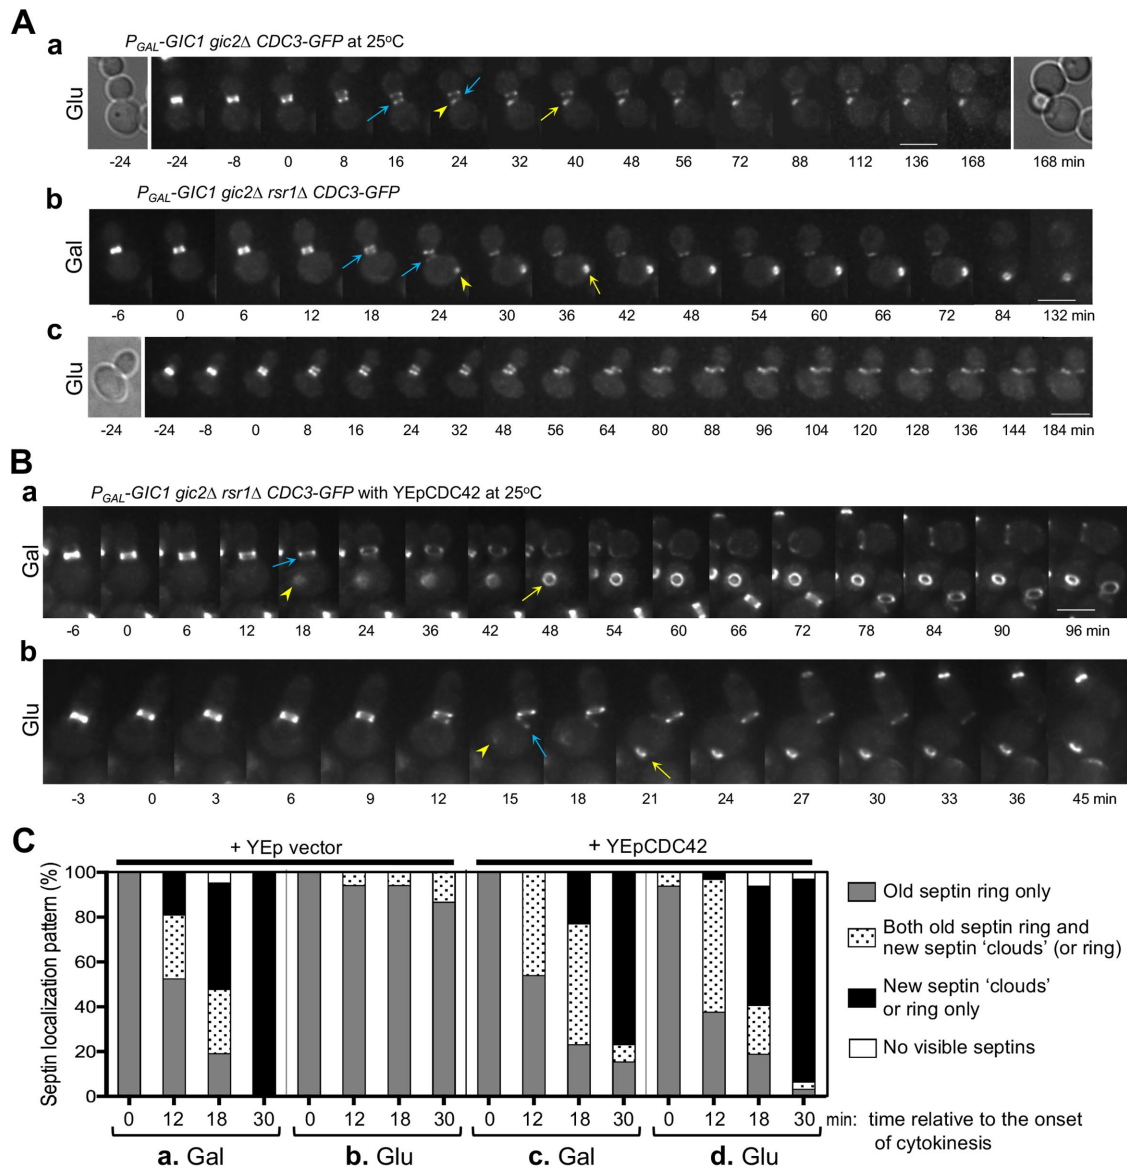 A
a
P_GAL-GIC1 gic2Δ CDC3-GFP at 25°C
Glu
-24 -24 -8 0 8 16 24 32 40 48 56 72 88 112 136 168 168 min
b
P_GAL-GIC1 gic2Δ rsr1Δ CDC3-GFP
Gal
-6 0 6 12 18 24 30 36 42 48 54 60 66 72 84 132 min
c
Glu
-24 -24 -8 0 8 16 24 32 48 56 64 80 88 96 104 120 128 136 144 184 min
B
a
P_GAL-GIC1 gic2Δ rsr1Δ CDC3-GFP with YEpCDC42 at 25°C
Gal
-6 0 6 12 18 24 36 42 48 54 60 66 72 78 84 90 96 min
b
Glu
-3 0 3 6 9 12 15 18 21 24 27 30 33 36 45 min
C
+ YEp vector + YEpCDC42
Septin localization pattern (%)
100
80
60
40
20
0
Old septin ring only
Both old septin ring and
new septin 'clouds' (or ring)
New septin 'clouds'
or ring only
No visible septins
0 12 18 30 0 12 18 30 0 12 18 30 0 12 18 30 min: time relative to the onset
of cytokinesis
a. Gal b. Glu c. Gal d. Glu